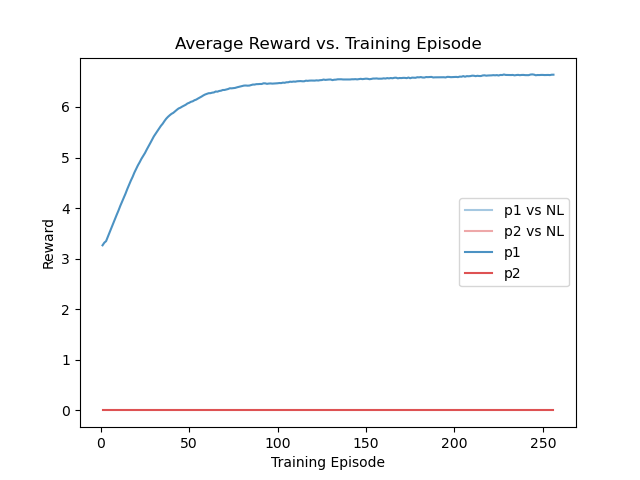 Average Reward vs. Training Episode
Reward
6
5
4
3
2
1
0
p1 vs NL
p2 vs NL
p1
p2
0 50 100 150 200 250
Training Episode